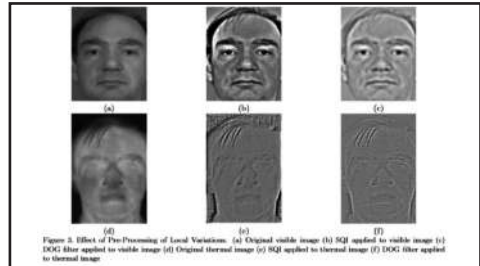 (a)
(b)
(c)
(d)
(e)
(f)
Figure 3. Effect of Pre-Processing of Local Variations. (a) Original visible image (b) SQI applied to visible image (c)
DOG filter applied to visible image (d) Original thermal image (e) SQI applied to thermal image (f) DOG filter applied
to thermal image